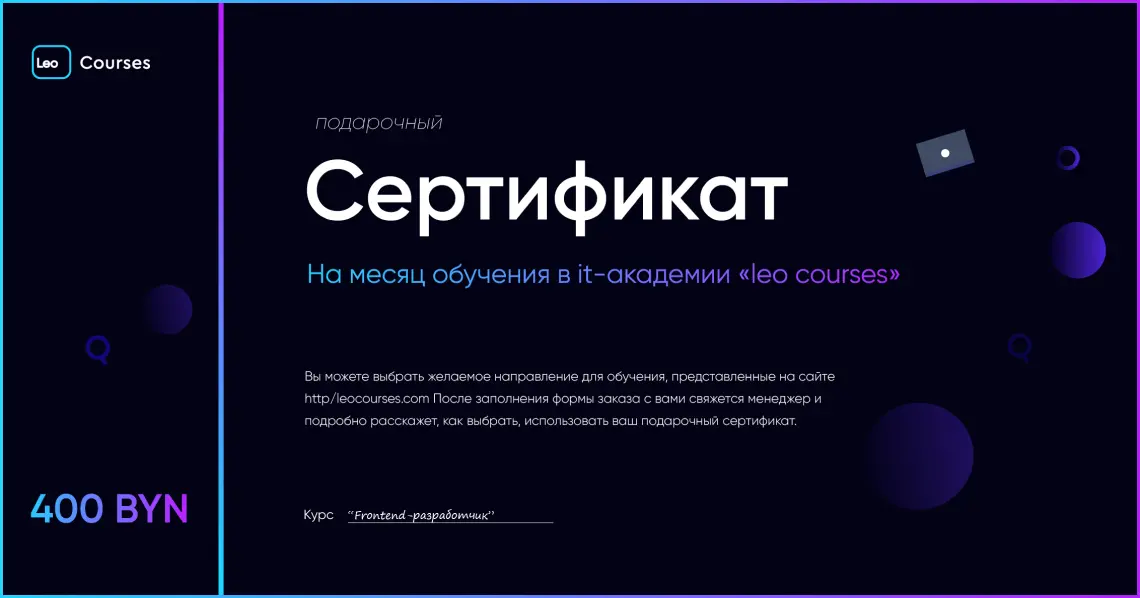 Leo Courses
подарочный
Сертификат
На месяц обучения в it-академии «leo courses»
Вы можете выбрать желаемое направление для обучения, представленные на сайте
http/leocourses.com После заполнения формы заказа с вами свяжется менеджер и
подробно расскажет, как выбрать, использовать ваш подарочный сертификат.
400 BYN
Курс “Frontend-разработчик”